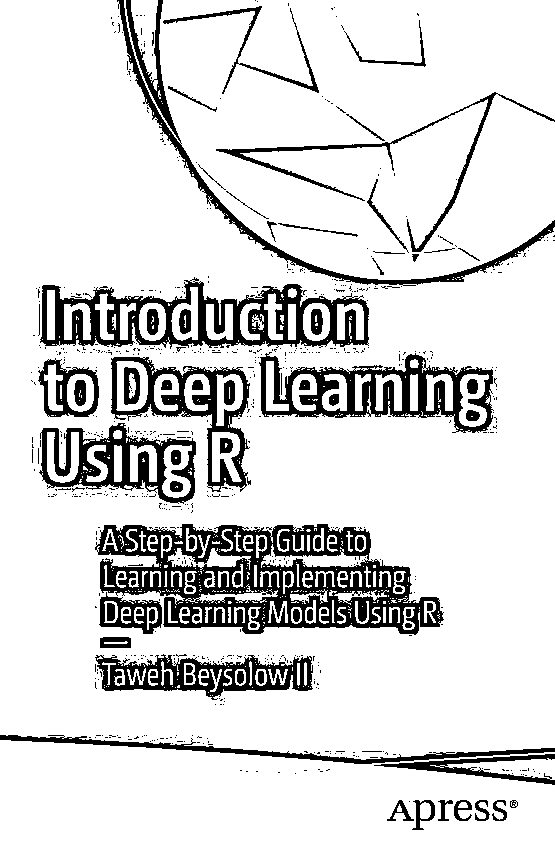 Introduction
to Deep Learning
Using R
A Step-by-Step Guide to
Learning and Implementing
Deep Learning Models Using R
—
Taweh Beysolow II
Apress®